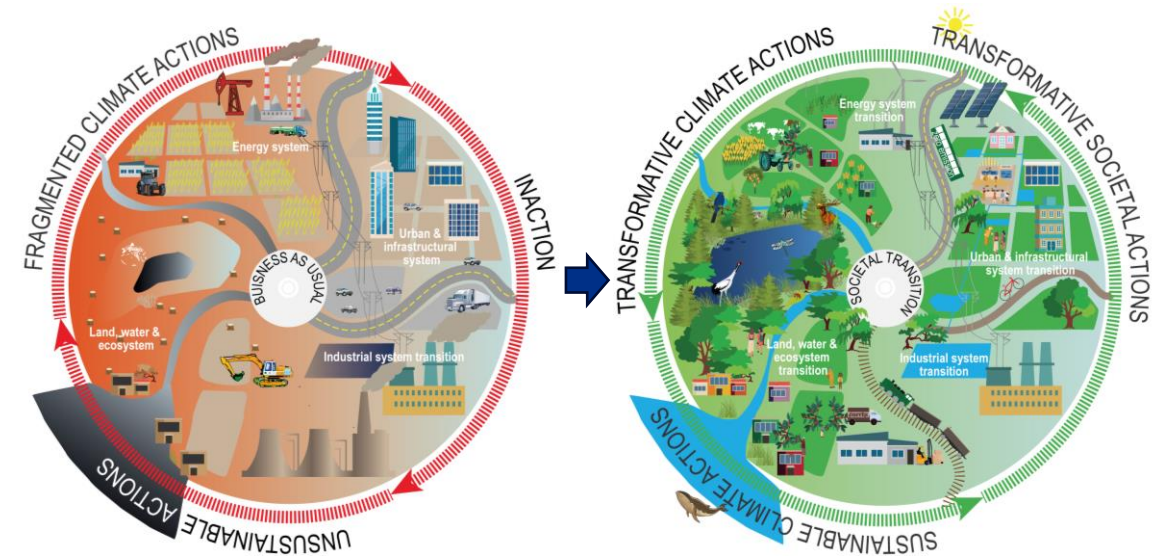 FRAGMENTED CLIMATE ACTIONS
INACTION
UNSUSTAINABLE ACTIONS
Energy system
Urban &
infrastructural
system
BUISNESS AS USUAL
Land, water &
ecosystem
Industrial system transition
TRANSFORMATIVE CLIMATE ACTIONS
TRANSFORMATIVE SOCIETAL ACTIONS
SUSTAINABLE CLIMATE ACTIONS
Energy system
transition
Urban & infrastructural
system transition
SOCIETAL TRANSITION
Land, water &
ecosystem
transition
Industrial system
transition